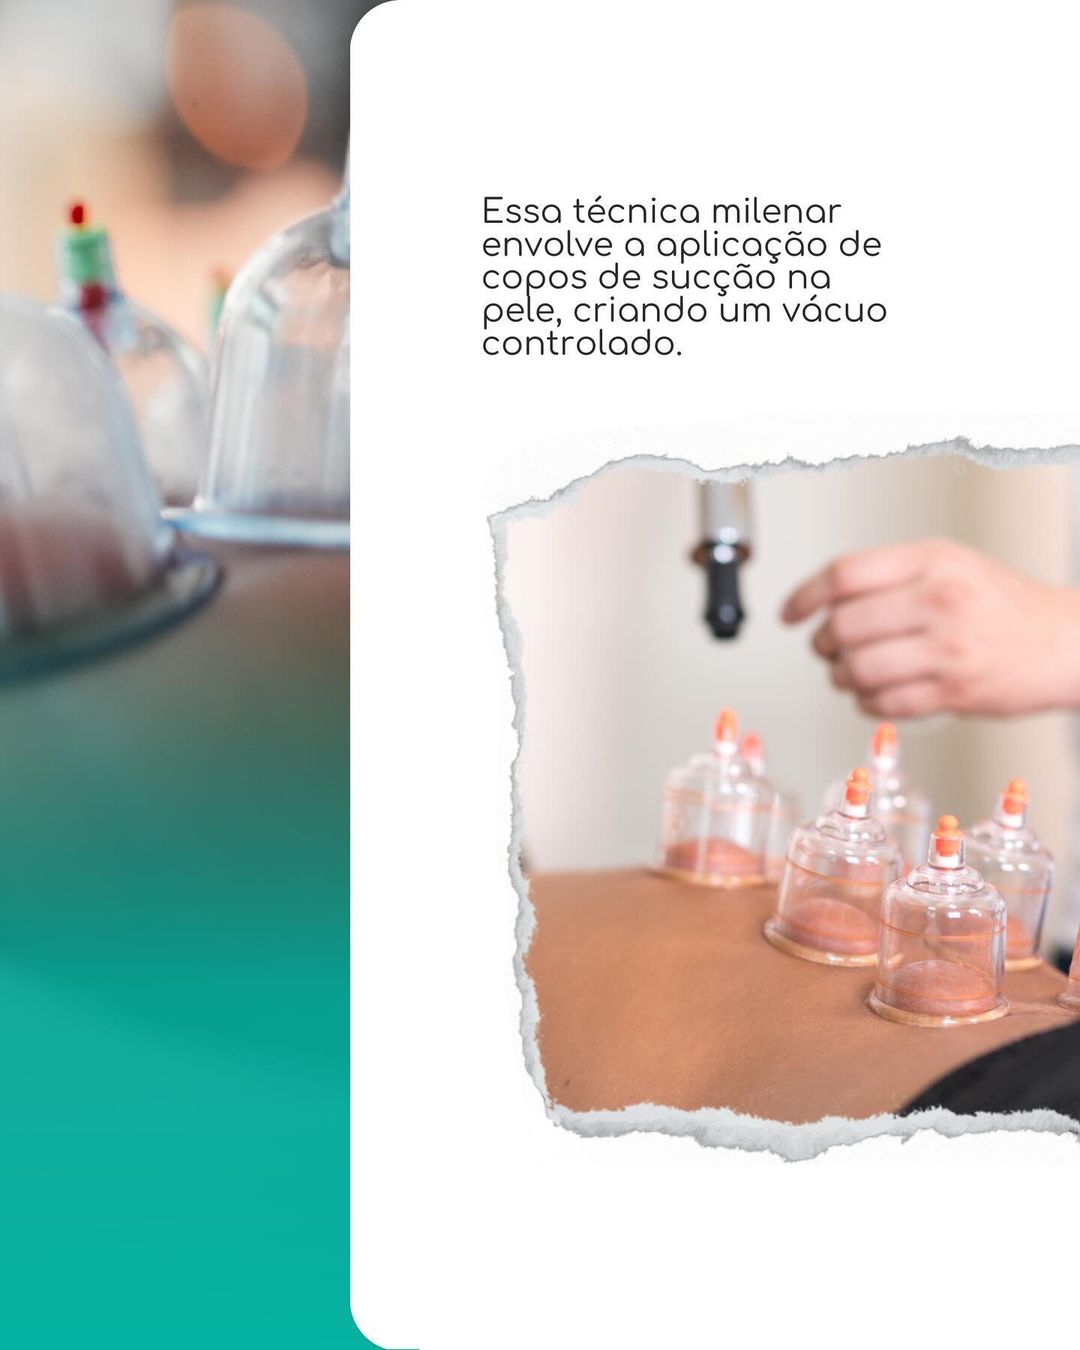 Essa técnica milenar
envolve a aplicação de
copos de sucção na
pele, criando um vácuo
controlado.